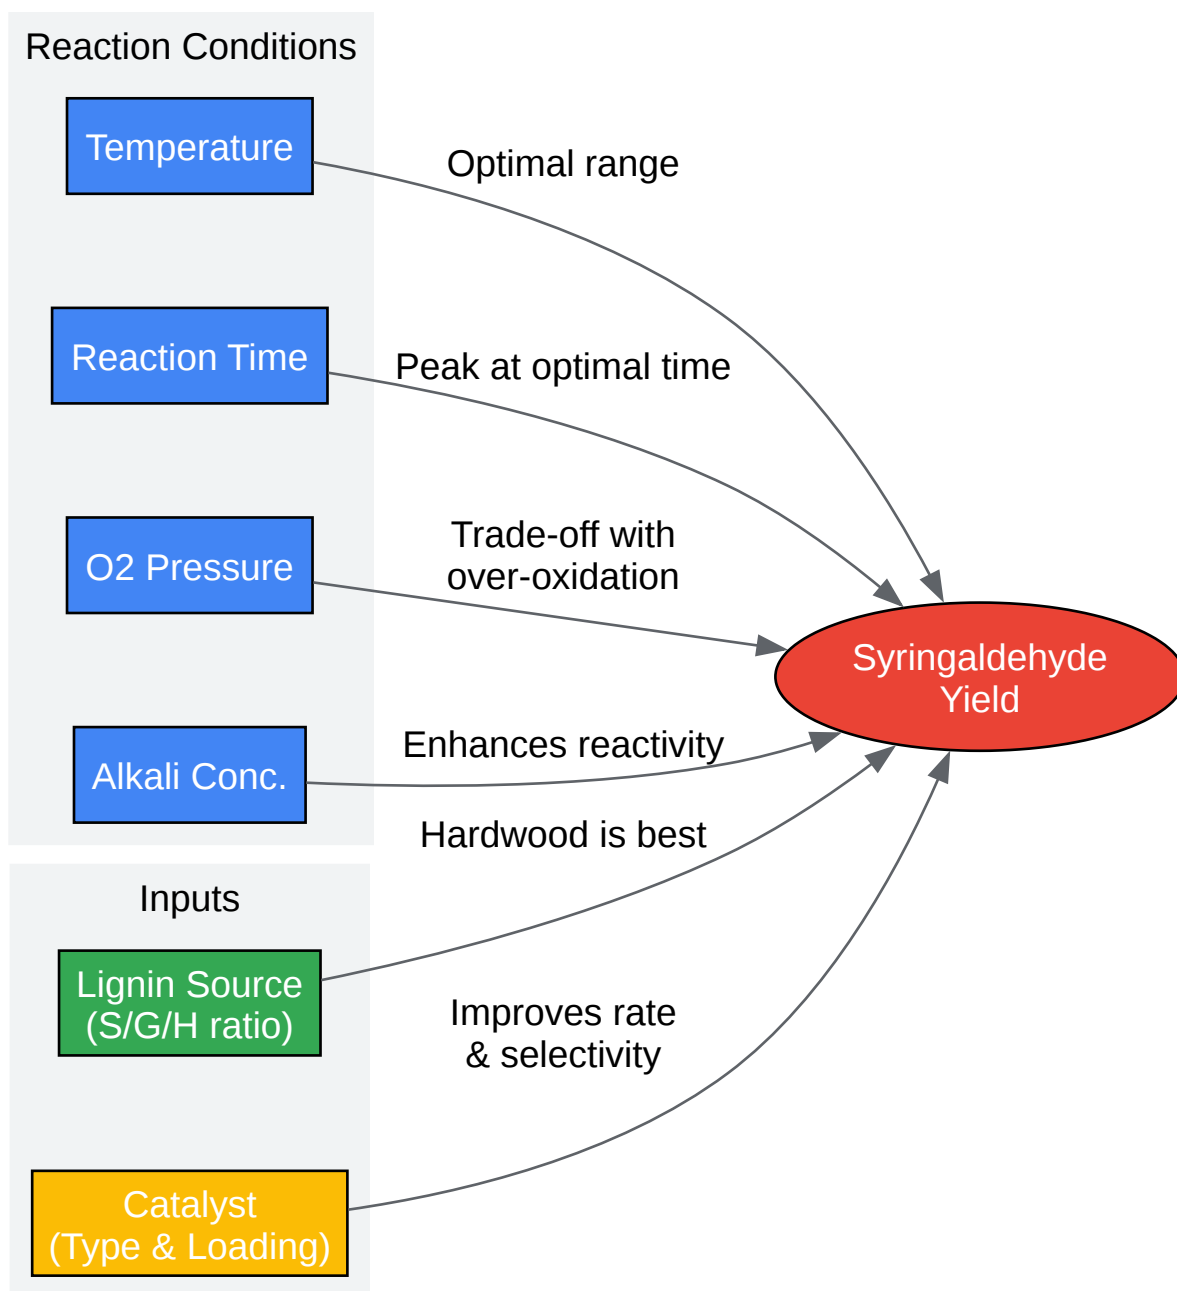 Reaction Conditions
Temperature
Optimal range
Reaction Time
Peak at optimal time
O2 Pressure
Trade-off with
over-oxidation
Syringaldehyde
Yield
Alkali Conc.
Enhances reactivity
Hardwood is best
Inputs
Lignin Source
(S/G/H ratio)
Improves rate
& selectivity
Catalyst
(Type & Loading)